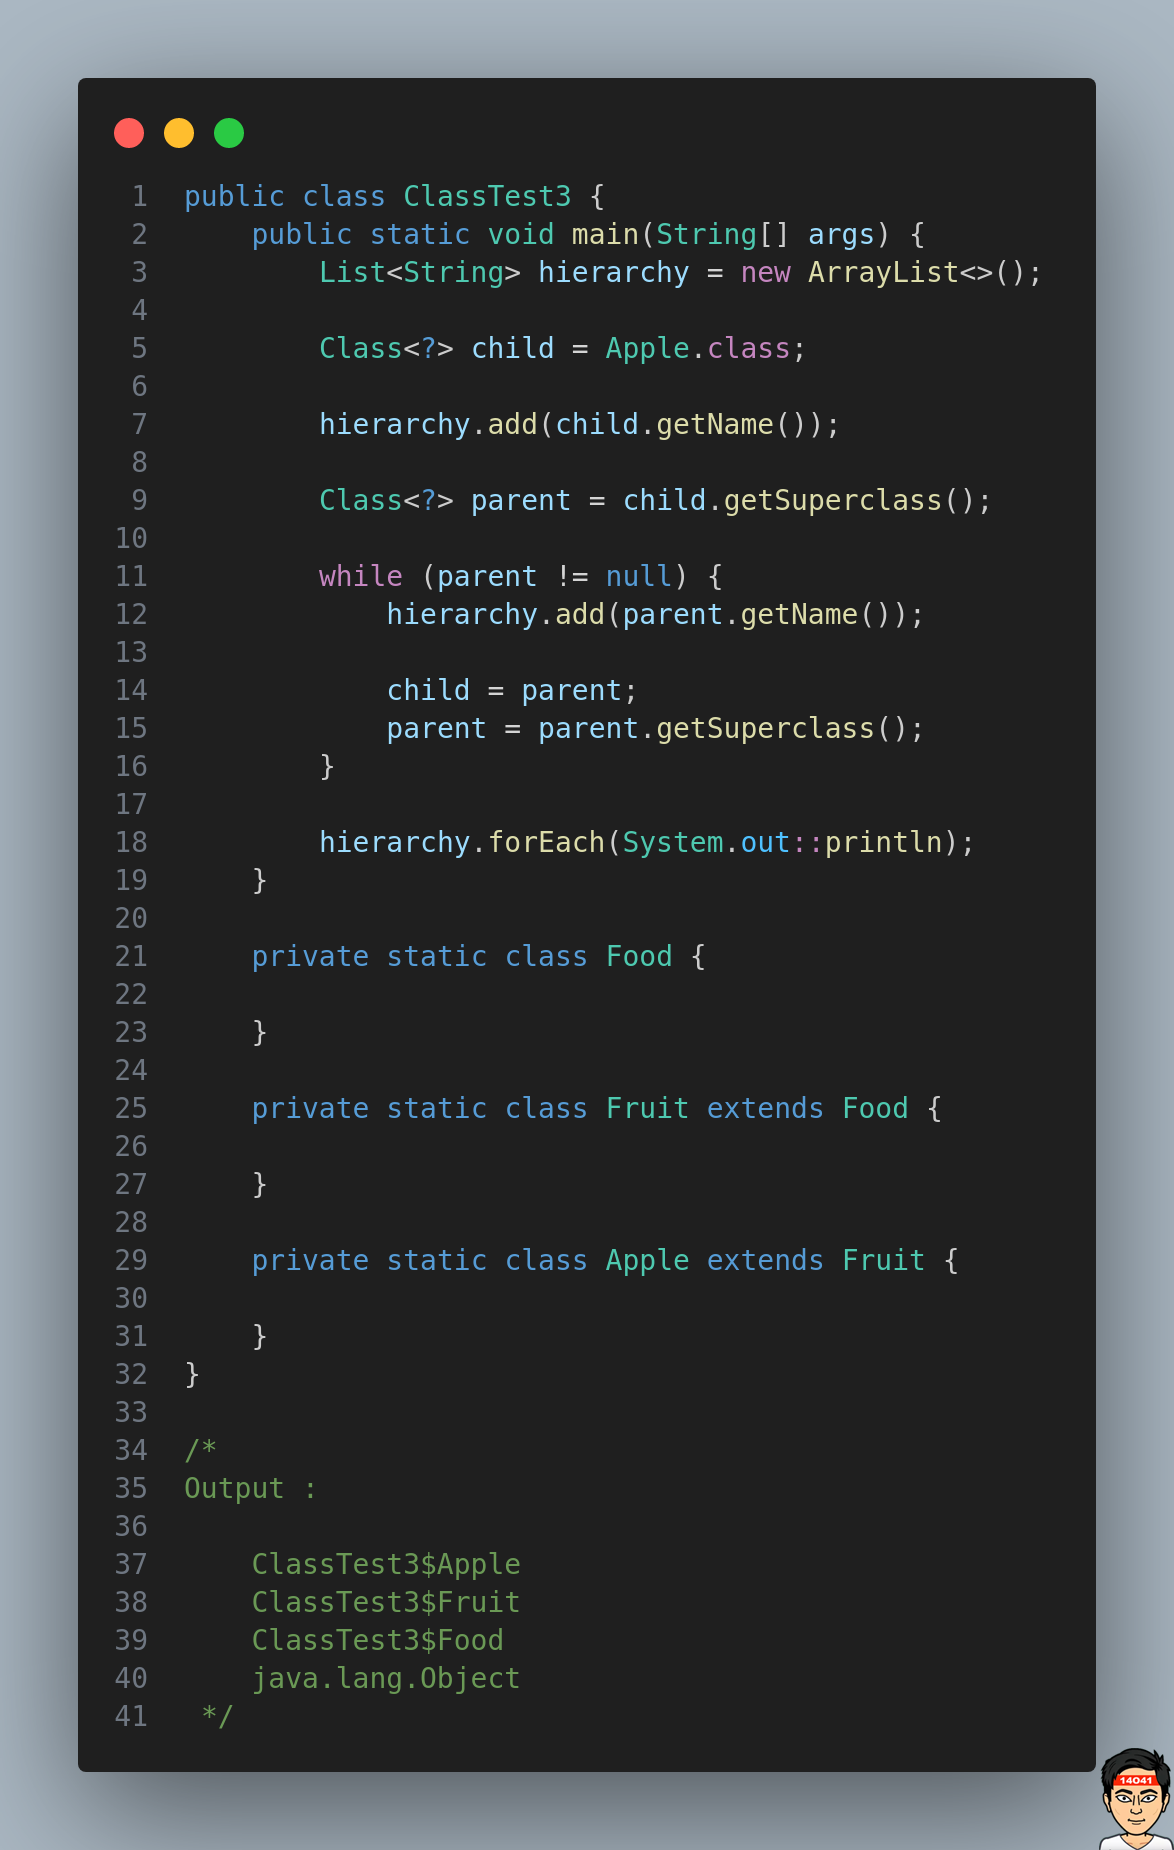 1 public class ClassTest3 {
2     public static void main(String[] args) {
3         List<String> hierarchy = new ArrayList<>();
4
5         Class<?> child = Apple.class;
6
7         hierarchy.add(child.getName());
8
9         Class<?> parent = child.getSuperclass();
10
11         while (parent != null) {
12             hierarchy.add(parent.getName());
13
14             child = parent;
15             parent = parent.getSuperclass();
16         }
17
18         hierarchy.forEach(System.out::println);
19     }
20
21     private static class Food {
22
23     }
24
25     private static class Fruit extends Food {
26
27     }
28
29     private static class Apple extends Fruit {
30
31     }
32 }
33
34 /*
35 Output :
36
37     ClassTest3$Apple
38     ClassTest3$Fruit
39     ClassTest3$Food
40     java.lang.Object
41  */
14041